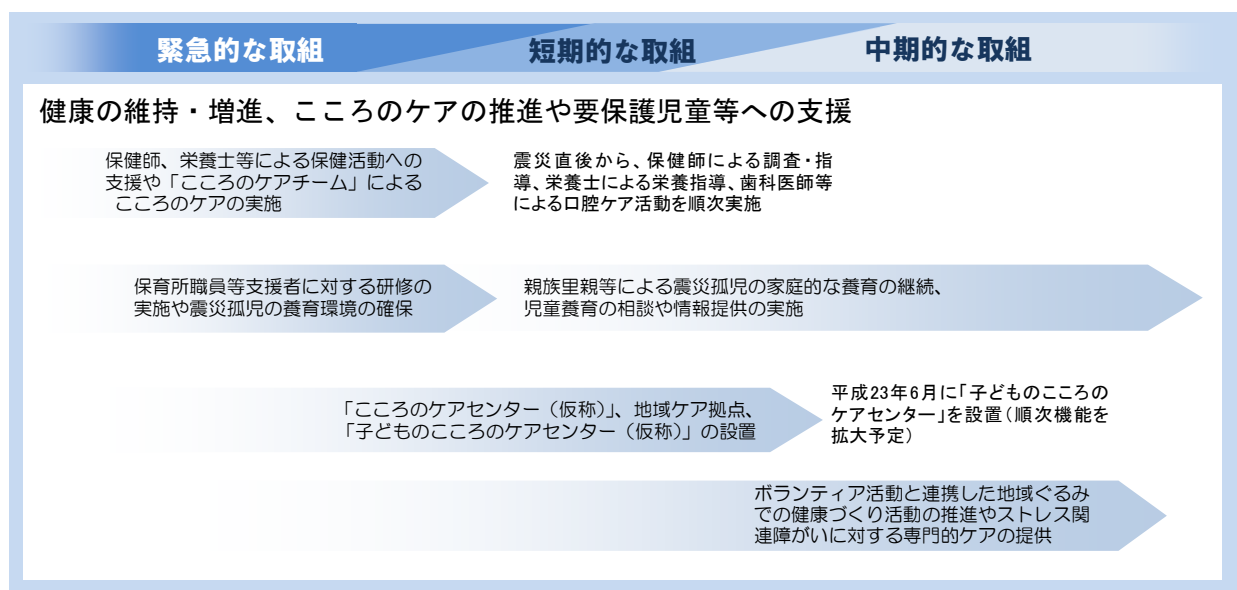 緊急的な取組
短期的な取組
中期的な取組
健康の維持・増進、こころのケアの推進や要保護児童等への支援
保健師、栄養士等による保健活動への
支援や「こころのケアチーム」による
こころのケアの実施
震災直後から、保健師による調査・指
導、栄養士による栄養指導、歯科医師等
による口腔ケア活動を順次実施
保育所職員等支援者に対する研修の
実施や震災孤児の養育環境の確保
親族里親等による震災孤児の家庭的な養育の継続、
児童養育の相談や情報提供の実施
「こころのケアセンター（仮称）」、地域ケア拠点、
「子どものこころのケアセンター（仮称）」の設置
平成23年6月に「子どものこころの
ケアセンター」を設置（順次機能を
拡大予定）
ボランティア活動と連携した地域ぐるみ
での健康づくり活動の推進やストレス関
連障がいに対する専門的ケアの提供